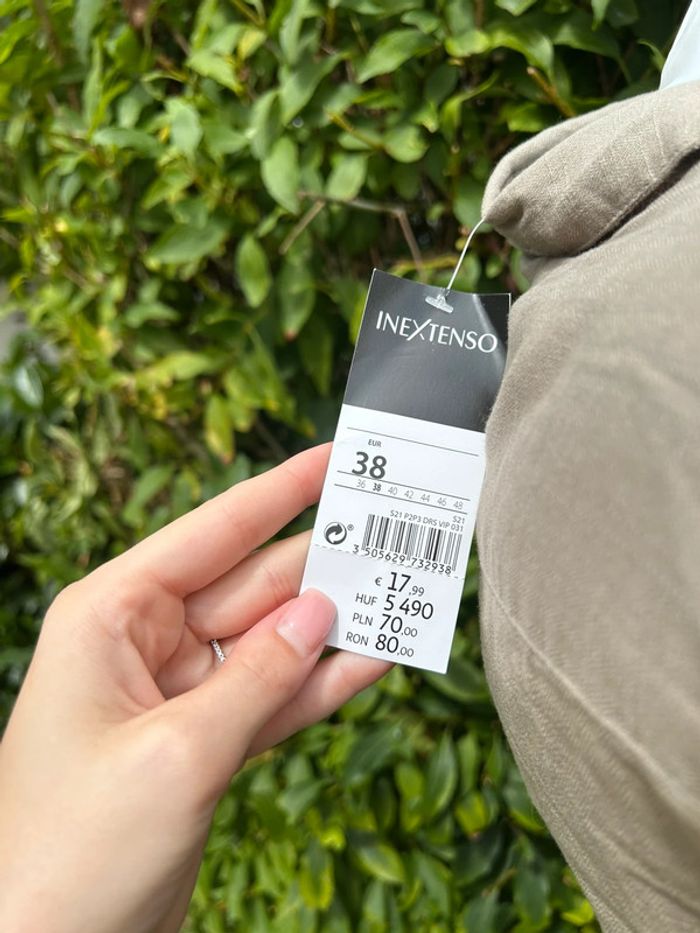 INEXTENSO
EUR
38
36 38 40 42 44 46 48
S21
S21 P2P3 DRS VIP 031
®
3 505629 732938
€ 17,99
HUF 5 490
PLN 70,00
RON 80,00